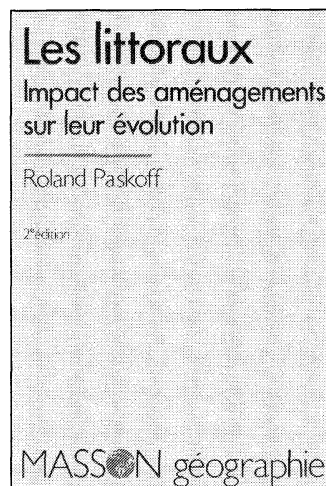 Les littoraux
Impact des aménagements
sur leur évolution
Roland Paskoff
2e édition
MASSON géographie